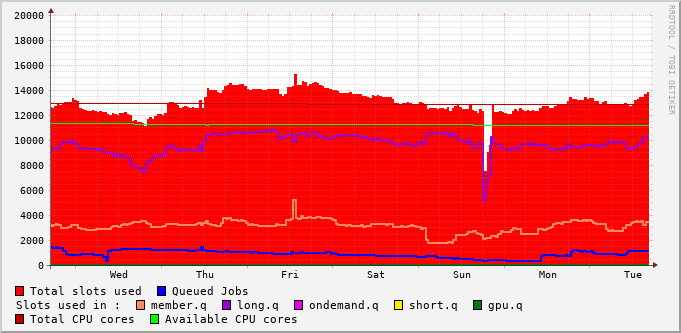 20000
18000
16000
14000
12000
10000
8000
6000
4000
2000
0
Wed Thu Fri Sat Sun Mon Tue
RRDTOOL / TOBI OETIKER
Total slots used Queued Jobs
Slots used in : member.q long.q ondemand.q short.q gpu.q
Total CPU cores Available CPU cores